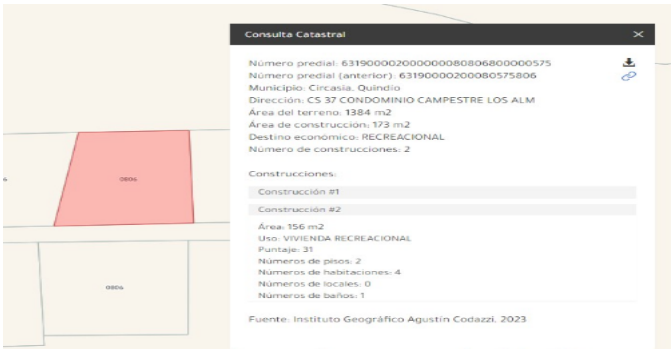 Consulta Catastral
Número predial: 631900002000000080806800000575
Número predial (anterior): 63190000200080575806
Municipio: Circasia, Quindío
Dirección: CS 37 CONDOMINIO CAMPESTRE LOS ALM
Área del terreno: 1384 m2
Área de construcción: 173 m2
Destino económico: RECREACIONAL
Número de construcciones: 2
Construcciones:
Construcción #1
Construcción #2
Área: 156 m2
Uso: VIVIENDA RECREACIONAL
Puntaje: 31
Números de pisos: 2
Números de habitaciones: 4
Números de locales: 0
Números de baños: 1
Fuente: Instituto Geográfico Agustín Codazzi, 2023
0806
0806